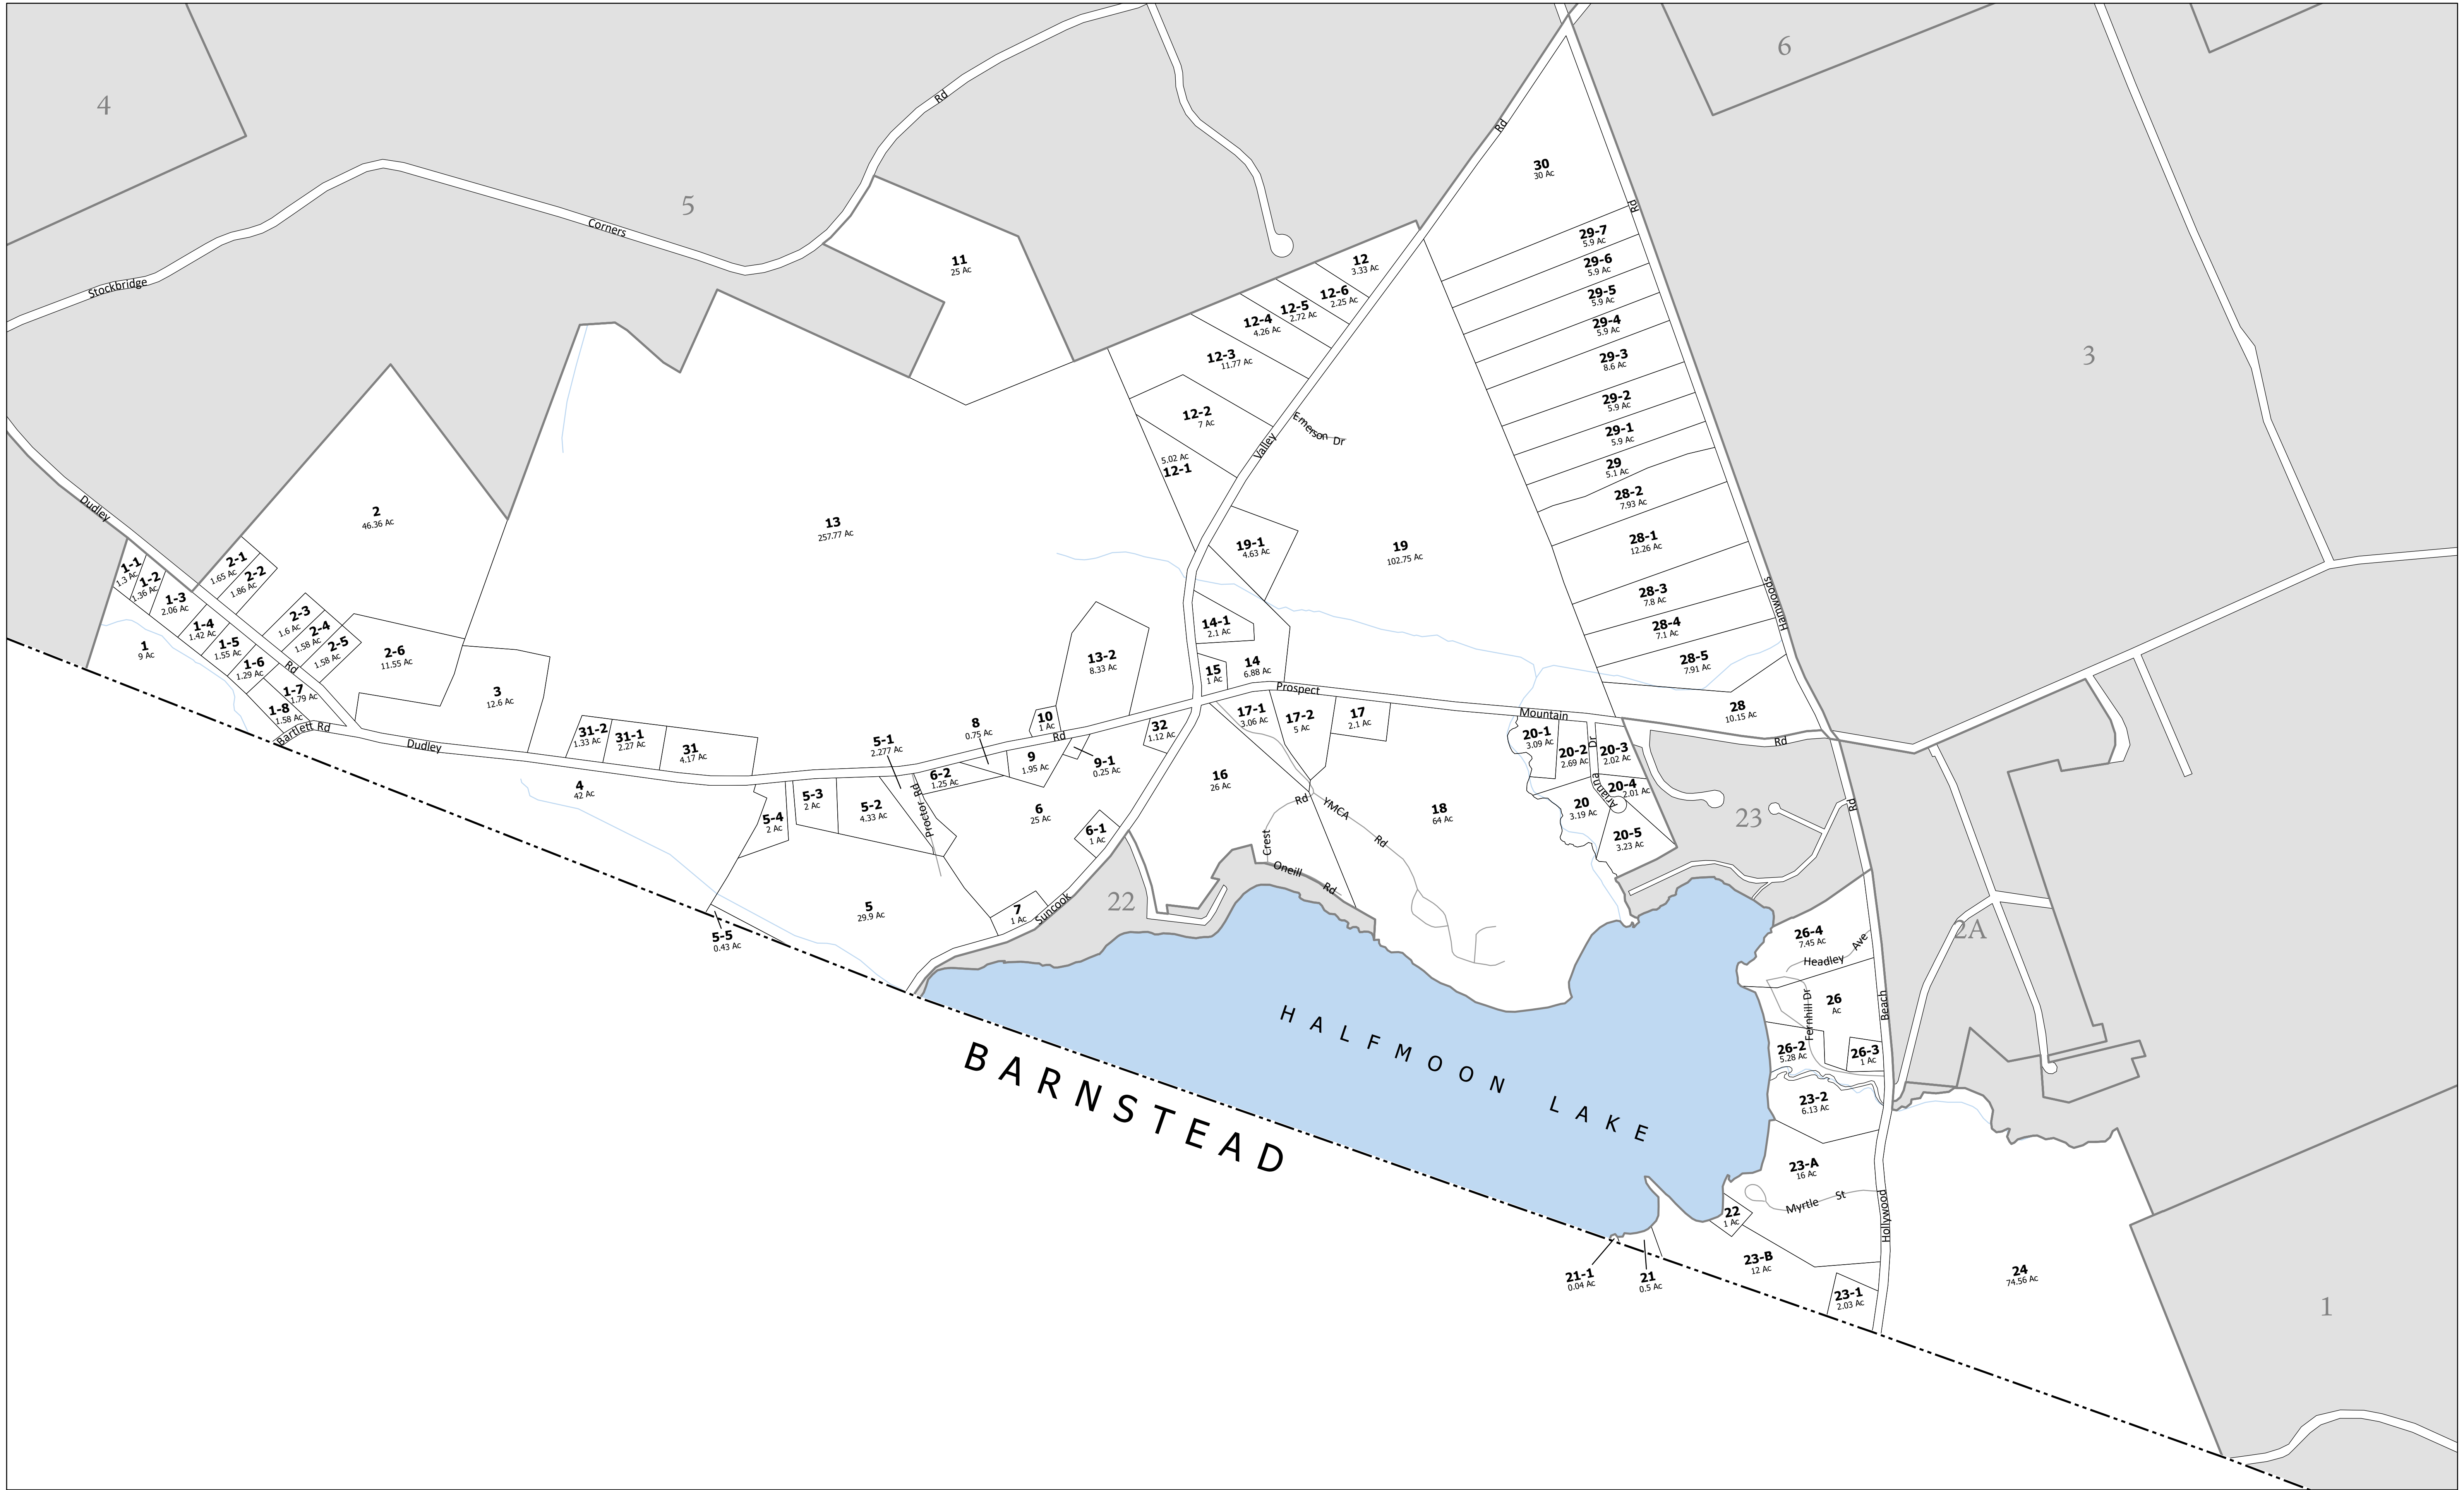 4
6
5
3
Rd
Rd
Rd
Corners
Stockbridge
30
30 Ac
29-7
5.9 Ac
29-6
5.9 Ac
29-5
5.9 Ac
29-4
5.9 Ac
29-3
8.6 Ac
29-2
5.9 Ac
29-1
5.9 Ac
29
5.1 Ac
28-2
7.93 Ac
28-1
12.26 Ac
28-3
7.8 Ac
28-4
7.1 Ac
28-5
7.91 Ac
28
10.15 Ac
Hamwoods
11
25 Ac
12
3.33 Ac
12-6
2.25 Ac
12-5
2.72 Ac
12-4
4.26 Ac
12-3
11.77 Ac
12-2
7 Ac
5.02 Ac
12-1
Valley
Emerson Dr
2
46.36 Ac
13
257.77 Ac
19-1
4.63 Ac
19
102.75 Ac
Dudley
1-1
1.3 Ac
1-2
1.36 Ac
1-3
2.06 Ac
1-4
1.42 Ac
1-5
1.55 Ac
1-6
1.29 Ac
1-7
1.79 Ac
1-8
1.58 Ac
1
9 Ac
2-1
1.65 Ac
2-2
1.86 Ac
2-3
1.6 Ac
2-4
1.58 Ac
2-5
1.58 Ac
2-6
11.55 Ac
Rd
Bartlett Rd
3
12.6 Ac
Dudley
31-2
1.33 Ac
31-1
2.27 Ac
31
4.17 Ac
4
42 Ac
13-2
8.33 Ac
14-1
2.1 Ac
15
1 Ac
14
6.88 Ac
Prospect
Mountain
Rd
10
1 Ac
8
0.75 Ac
5-1
2.277 Ac
Rd
32
1.12 Ac
9
1.95 Ac
9-1
0.25 Ac
6-2
1.25 Ac
Proctor Rd
5-4
2 Ac
5-3
2 Ac
5-2
4.33 Ac
6
25 Ac
6-1
1 Ac
5
29.9 Ac
5-5
0.43 Ac
7
1 Ac
Suncook
22
17-1
3.06 Ac
17-2
5 Ac
17
2.1 Ac
16
26 Ac
Crest
Rd
YMCA
Rd
Oneill
Rd
18
64 Ac
20-1
3.09 Ac
20-2
2.69 Ac
20-3
2.02 Ac
20-4
2.01 Ac
20
3.19 Ac
20-5
3.23 Ac
Arianna
Dr
23
Rd
2A
26-4
7.45 Ac
Headley
Ave
26
Ac
Fernhill Dr
Beach
26-2
5.28 Ac
26-3
1 Ac
23-2
6.13 Ac
23-A
16 Ac
Myrtle St
22
1 Ac
Hollywood
23-B
12 Ac
23-1
2.03 Ac
21-1
0.04 Ac
21
0.5 Ac
24
74.56 Ac
1
HALFMOON LAKE
BARNSTEAD